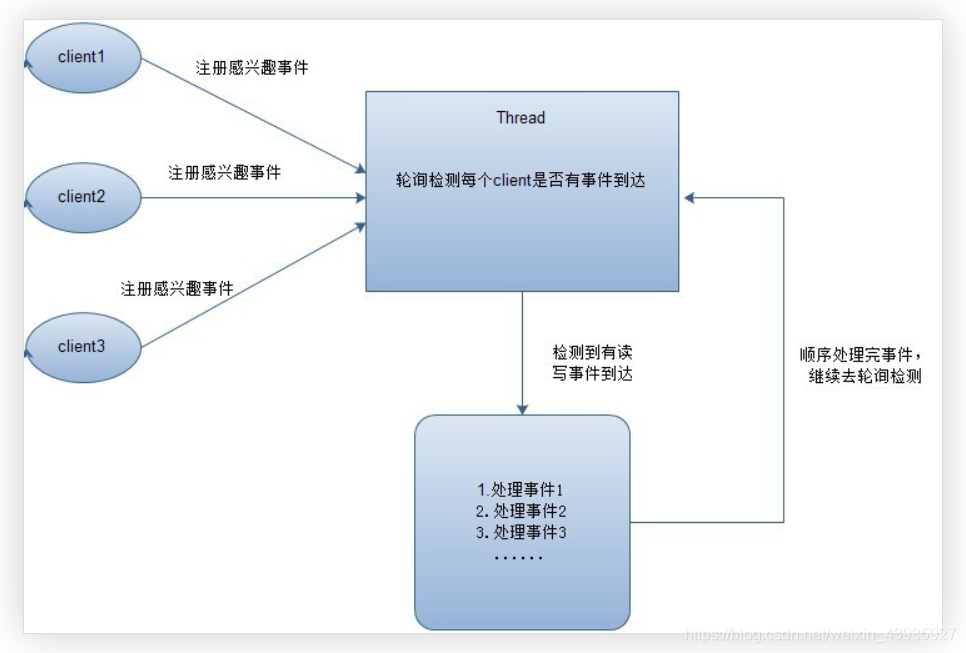 client1
注册感兴趣事件
Thread
client2
注册感兴趣事件
轮询检测每个client是否有事件到达
注册感兴趣事件
client3
检测到有读
写事件到达
顺序处理完事件，
继续去轮询检测
1.处理事件1
2. 处理事件2
3. 处理事件3
......
https://blog.csdn.net/weixin_43935927